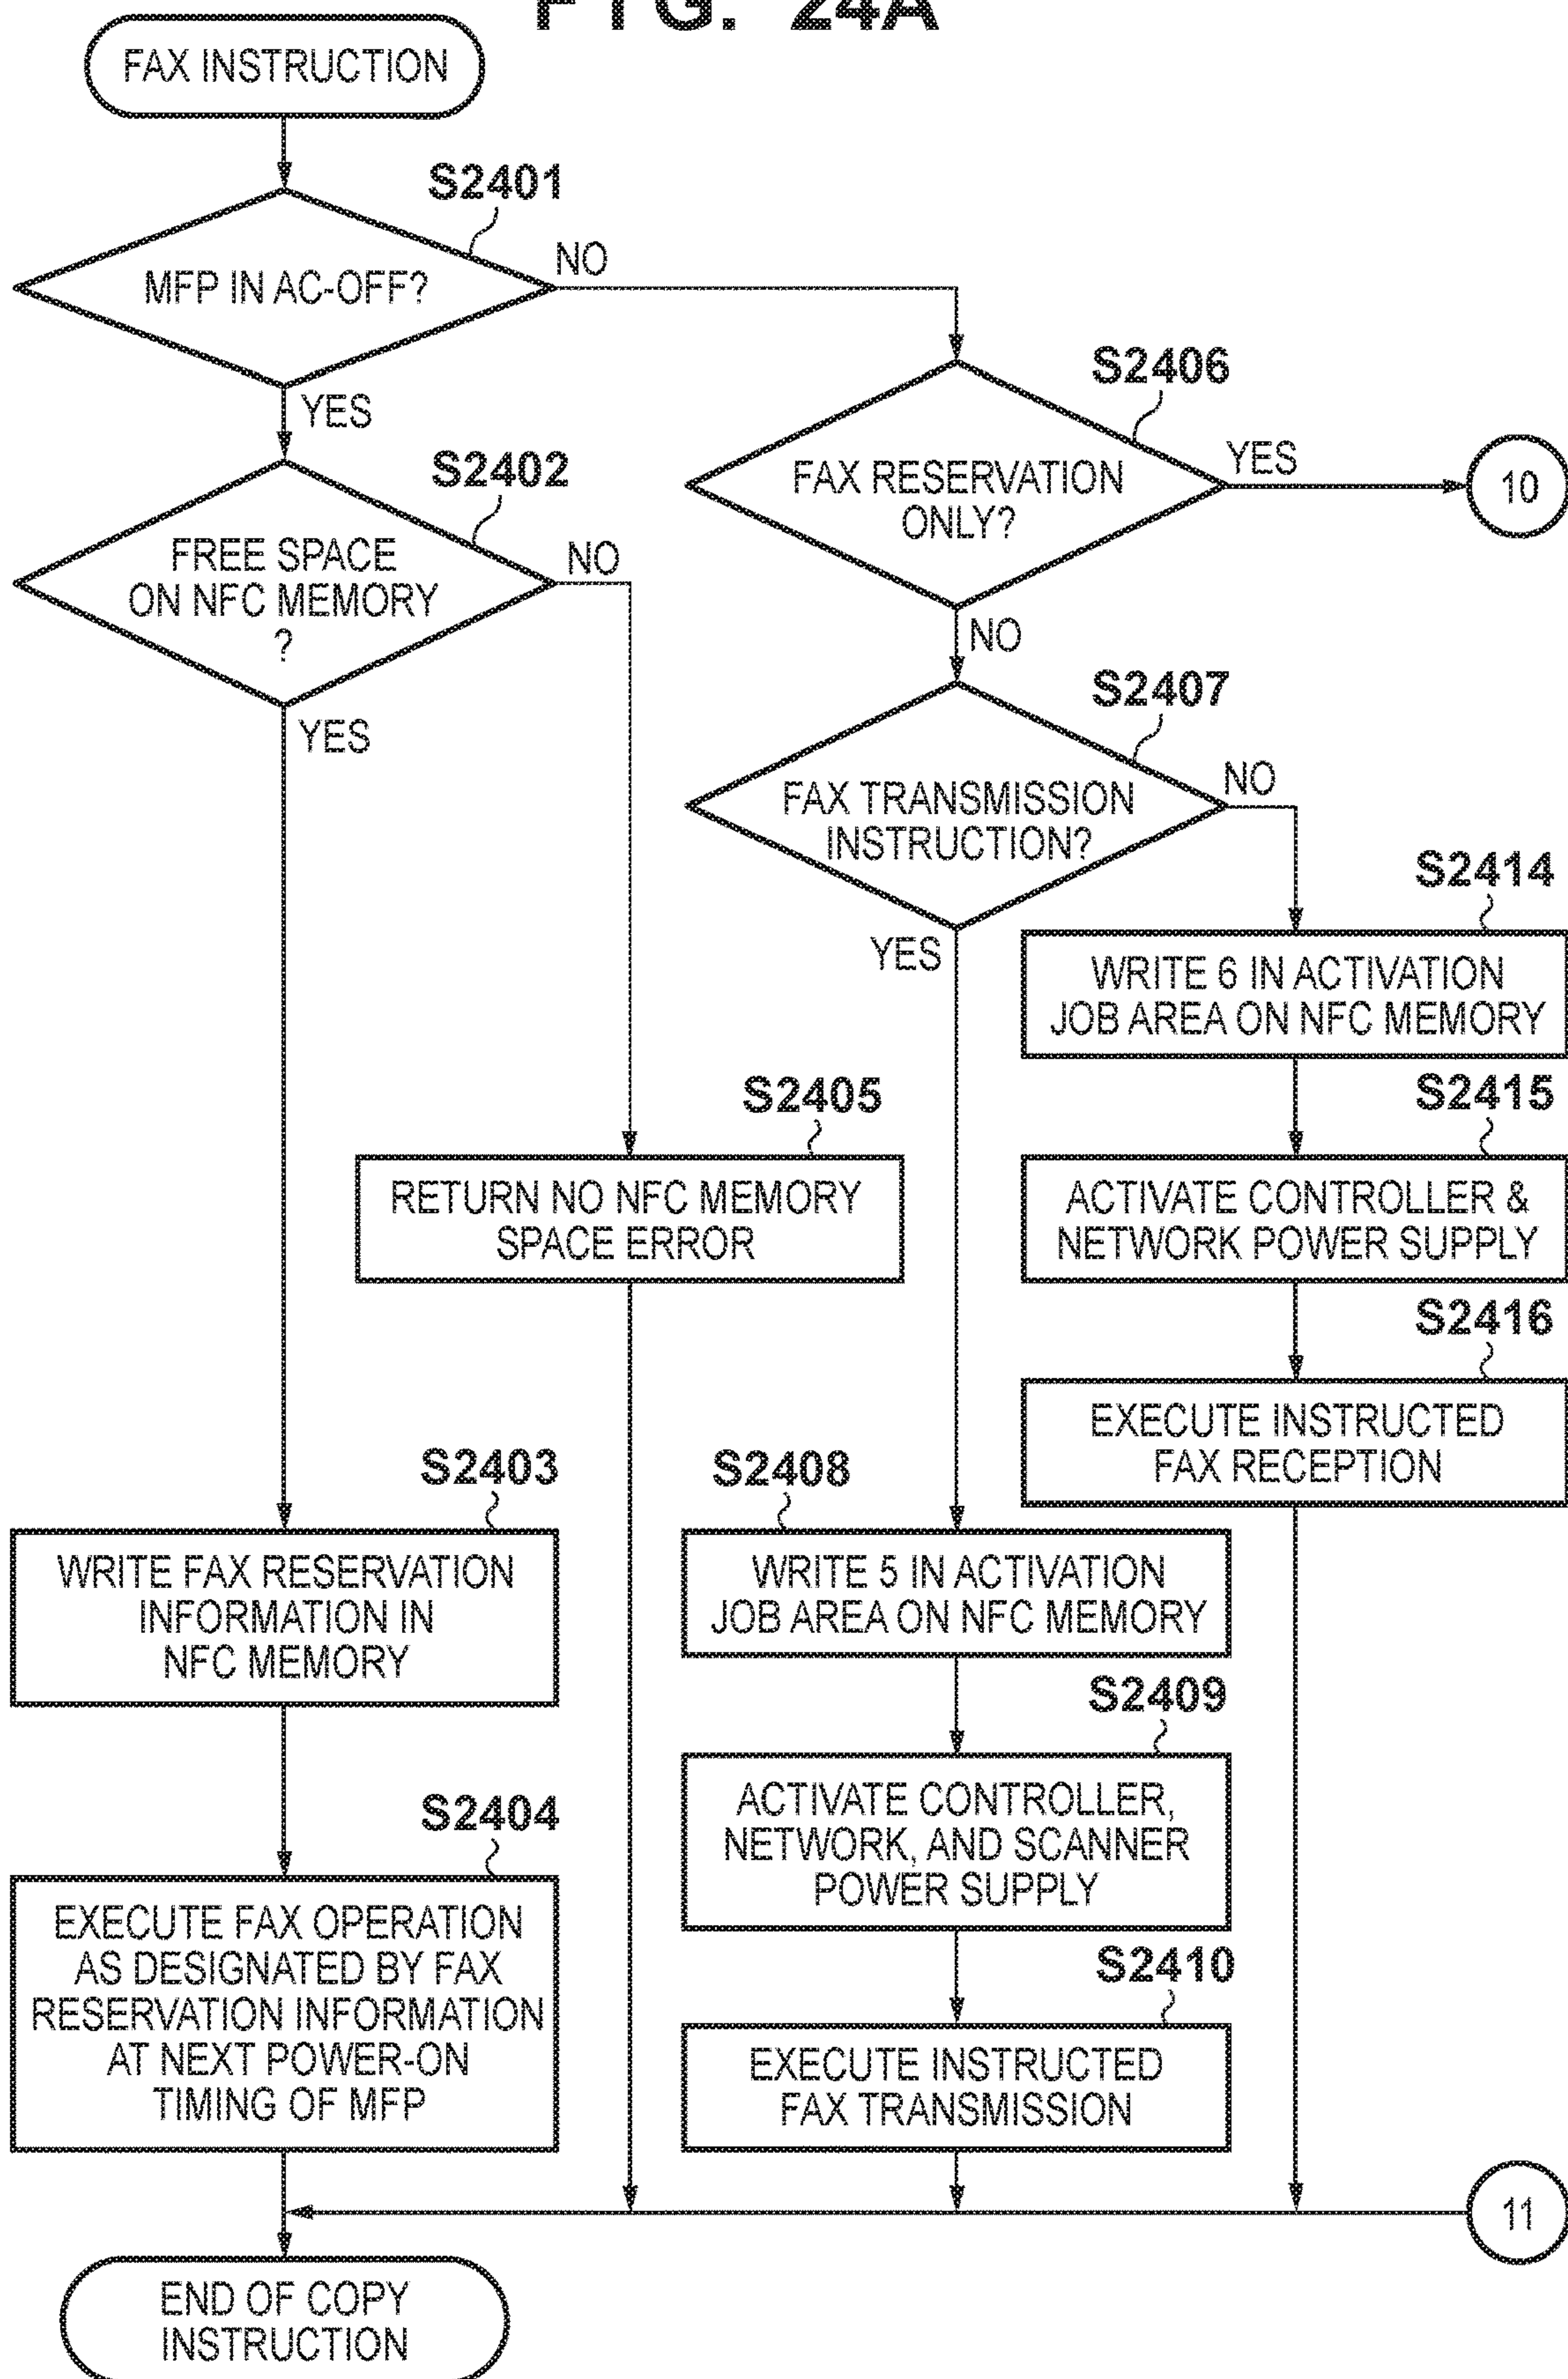 FIG. 24A
FAX INSTRUCTION
S2401
MFP IN AC-OFF?
NO
YES
S2402
FREE SPACE
ON NFC MEMORY
?
NO
YES
S2406
FAX RESERVATION
ONLY?
YES
10
NO
S2407
FAX TRANSMISSION
INSTRUCTION?
NO
YES
S2414
WRITE 6 IN ACTIVATION
JOB AREA ON NFC MEMORY
S2405
RETURN NO NFC MEMORY
SPACE ERROR
S2415
ACTIVATE CONTROLLER &
NETWORK POWER SUPPLY
S2416
EXECUTE INSTRUCTED
FAX RECEPTION
S2403
WRITE FAX RESERVATION
INFORMATION IN
NFC MEMORY
S2408
WRITE 5 IN ACTIVATION
JOB AREA ON NFC MEMORY
S2409
ACTIVATE CONTROLLER,
NETWORK, AND SCANNER
POWER SUPPLY
S2404
EXECUTE FAX OPERATION
AS DESIGNATED BY FAX
RESERVATION INFORMATION
AT NEXT POWER-ON
TIMING OF MFP
S2410
EXECUTE INSTRUCTED
FAX TRANSMISSION
11
END OF COPY
INSTRUCTION